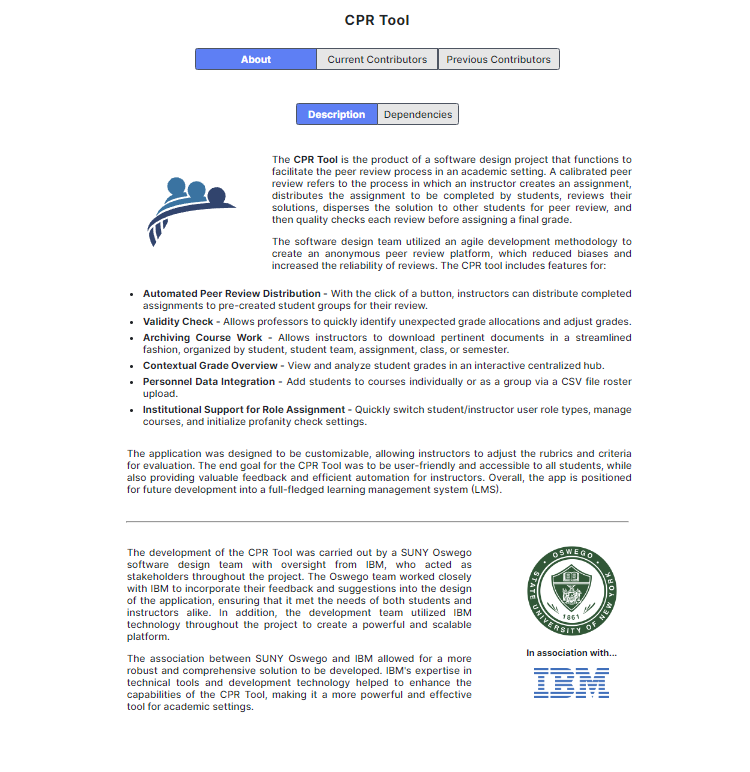 CPR Tool
About
Current Contributors
Previous Contributors
Description
Dependencies
The CPR Tool is the product of a software design project that functions to
facilitate the peer review process in an academic setting. A calibrated peer
review refers to the process in which an instructor creates an assignment,
distributes the assignment to be completed by students, reviews their
solutions, disperses the solution to other students for peer review, and
then quality checks each review before assigning a final grade.
The software design team utilized an agile development methodology to
create an anonymous peer review platform, which reduced biases and
increased the reliability of reviews. The CPR tool includes features for:
• Automated Peer Review Distribution - With the click of a button, instructors can distribute completed
assignments to pre-created student groups for their review.
• Validity Check - Allows professors to quickly identify unexpected grade allocations and adjust grades.
• Archiving Course Work - Allows instructors to download pertinent documents in a streamlined
fashion, organized by student, student team, assignment, class, or semester.
• Contextual Grade Overview - View and analyze student grades in an interactive centralized hub.
• Personnel Data Integration - Add students to courses individually or as a group via a CSV file roster
upload.
• Institutional Support for Role Assignment - Quickly switch student/instructor user role types, manage
courses, and initialize profanity check settings.
The application was designed to be customizable, allowing instructors to adjust the rubrics and criteria
for evaluation. The end goal for the CPR Tool was to be user-friendly and accessible to all students, while
also providing valuable feedback and efficient automation for instructors. Overall, the app is positioned
for future development into a full-fledged learning management system (LMS).
The development of the CPR Tool was carried out by a SUNY Oswego
software design team with oversight from IBM, who acted as
stakeholders throughout the project. The Oswego team worked closely
with IBM to incorporate their feedback and suggestions into the design
of the application, ensuring that it met the needs of both students and
instructors alike. In addition, the development team utilized IBM
technology throughout the project to create a powerful and scalable
platform.
The association between SUNY Oswego and IBM allowed for a more
robust and comprehensive solution to be developed. IBM's expertise in
technical tools and development technology helped to enhance the
capabilities of the CPR Tool, making it a more powerful and effective
tool for academic settings.
OSWEGO
STATE UNIVERSITY OF NEW YORK
1861
In association with...
IBM